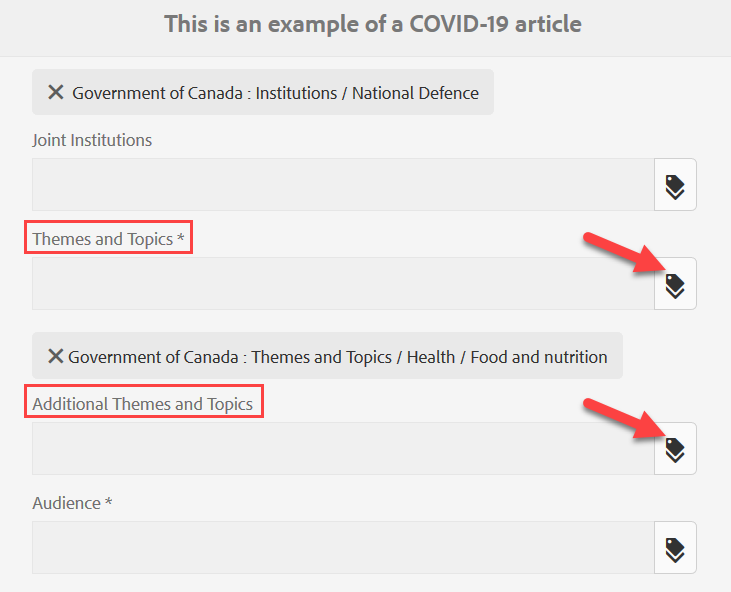 This is an example of a COVID-19 article
Government of Canada : Institutions / National Defence
Joint Institutions
Themes and Topics *
Government of Canada : Themes and Topics / Health / Food and nutrition
Additional Themes and Topics
Audience *